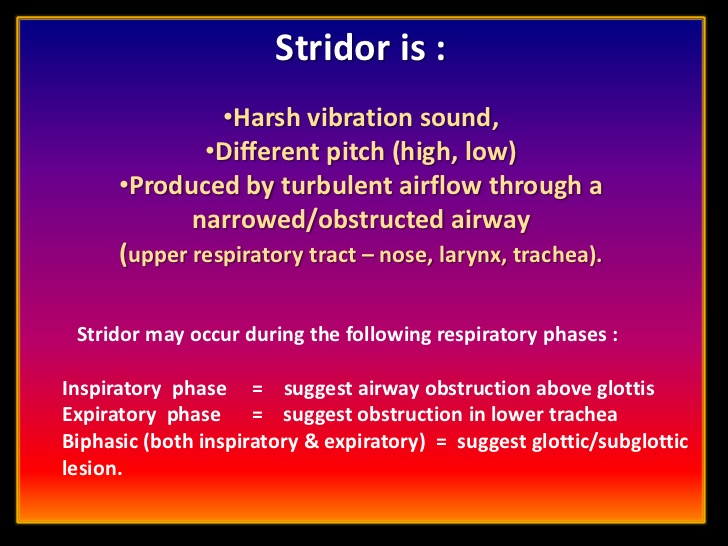 Stridor is :
•Harsh vibration sound,
•Different pitch (high, low)
•Produced by turbulent airflow through a
narrowed/obstructed airway
(upper respiratory tract – nose, larynx, trachea).
Stridor may occur during the following respiratory phases :
Inspiratory phase = suggest airway obstruction above glottis
Expiratory phase = suggest obstruction in lower trachea
Biphasic (both inspiratory & expiratory) = suggest glottic/subglottic
lesion.